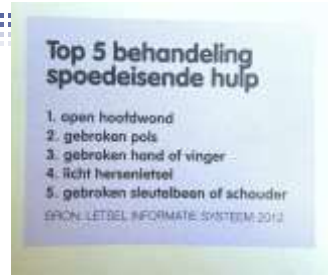 Top 5 behandeling
spoedeisende hulp
1. open hoofdwond
2. gebroken pols
3. gebroken hand of vinger
4. licht hersenletsel
5. gebroken sleutelbeen of schouder
BRON: LETSEL INFORMATIE SYSTEEM 2012